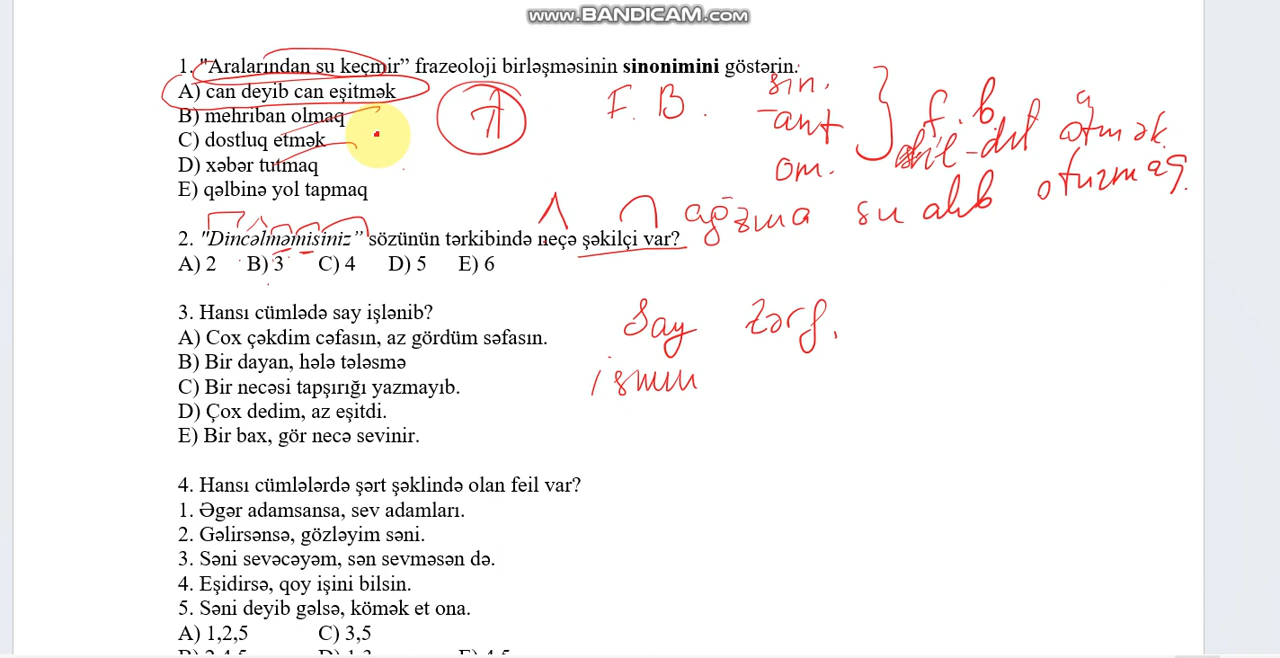 www.BANDICAM.com
1. "Aralarından su keçmir” frazeoloji birləşməsinin sinonimini göstərin.
A) can deyib can eşitmək
B) mehriban olmaq
C) dostluq etmək
D) xəbər tutmaq
E) qəlbinə yol tapmaq
F. B.
sin.
ant
om.
f. b
dil-dil ötmək
ağzına su alıb oturmaq.
2. "Dincəlməmisiniz” sözünün tərkibində neçə şəkilçi var?
A) 2 B) 3 C) 4 D) 5 E) 6
3. Hansı cümlədə say işlənib?
A) Cox çəkdim cəfasın, az gördüm səfasın.
B) Bir dayan, hələ tələsmə
C) Bir necəsi tapşırığı yazmayıb.
D) Çox dedim, az eşitdi.
E) Bir bax, gör necə sevinir.
Say zərf.
ismin
4. Hansı cümlələrdə şərt şəklində olan feil var?
1. Əgər adamsansa, sev adamları.
2. Gəlirsənsə, gözləyim səni.
3. Səni sevəcəyəm, sən sevməsən də.
4. Eşidirsə, qoy işini bilsin.
5. Səni deyib gəlsə, kömək et ona.
A) 1,2,5 C) 3,5